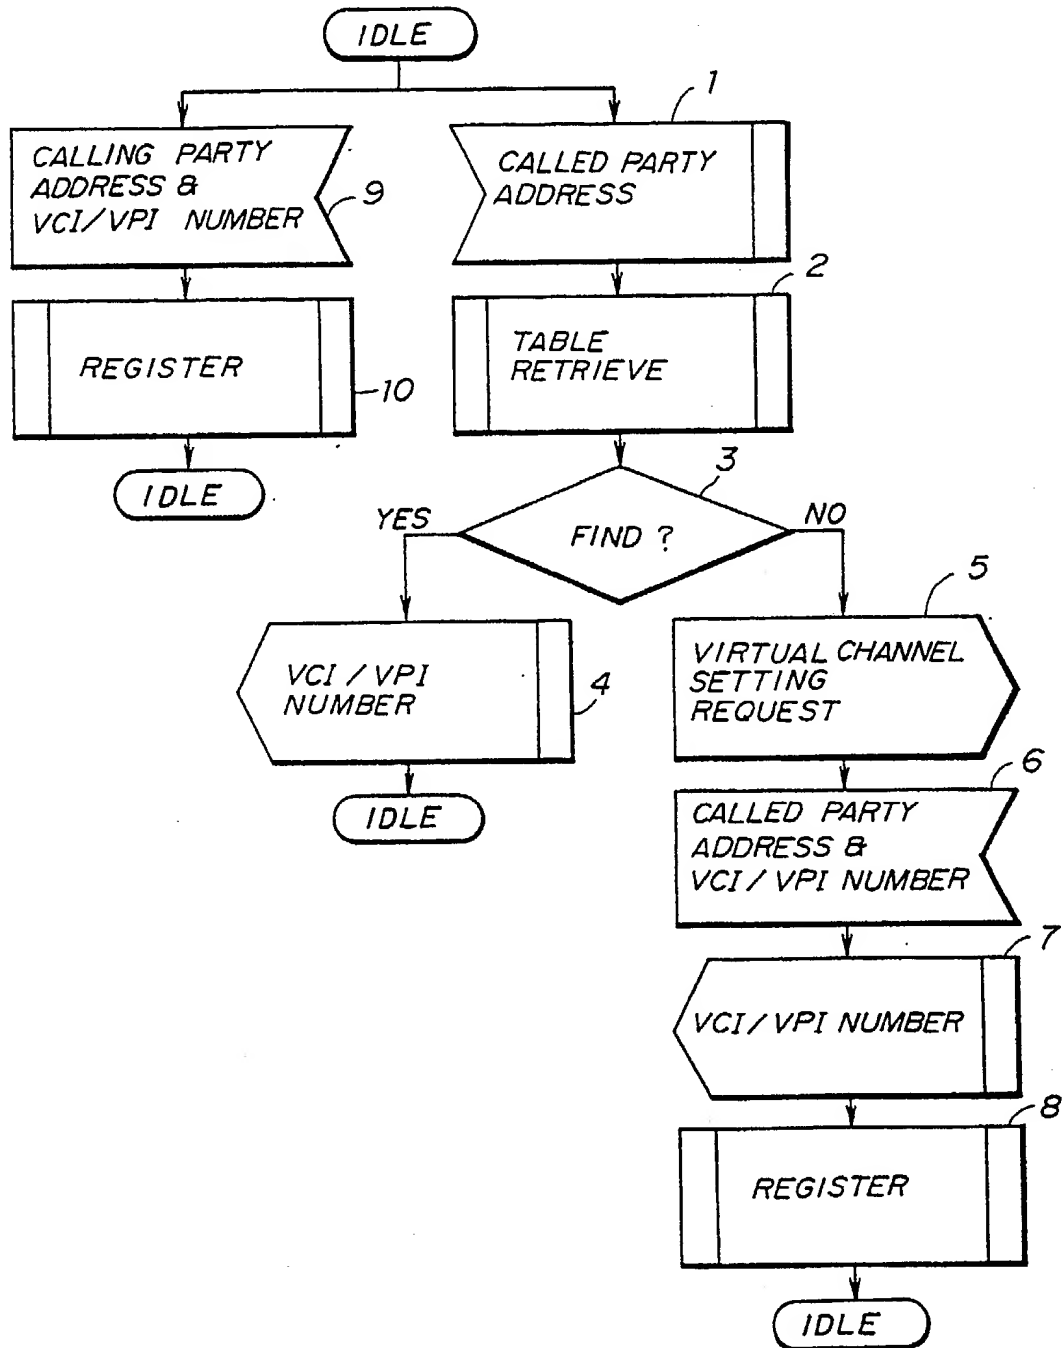 IDLE
1
CALLING PARTY
ADDRESS &
VCI/VPI NUMBER
9
CALLED PARTY
ADDRESS
2
REGISTER
10
TABLE
RETRIEVE
IDLE
3
YES
FIND ?
NO
5
VCI / VPI
NUMBER
4
VIRTUAL CHANNEL
SETTING
REQUEST
IDLE
6
CALLED PARTY
ADDRESS &
VCI / VPI NUMBER
7
VCI / VPI NUMBER
8
REGISTER
IDLE